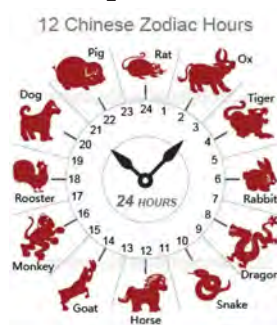 12 Chinese Zodiac Hours
Pig
Rat
Ox
Dog
Tiger
Rooster
Rabbit
Monkey
Dragon
Goat
Horse
Snake
24
1
2
3
4
5
6
7
8
9
10
11
12
13
14
15
16
17
18
19
20
21
22
23
24 HOURS